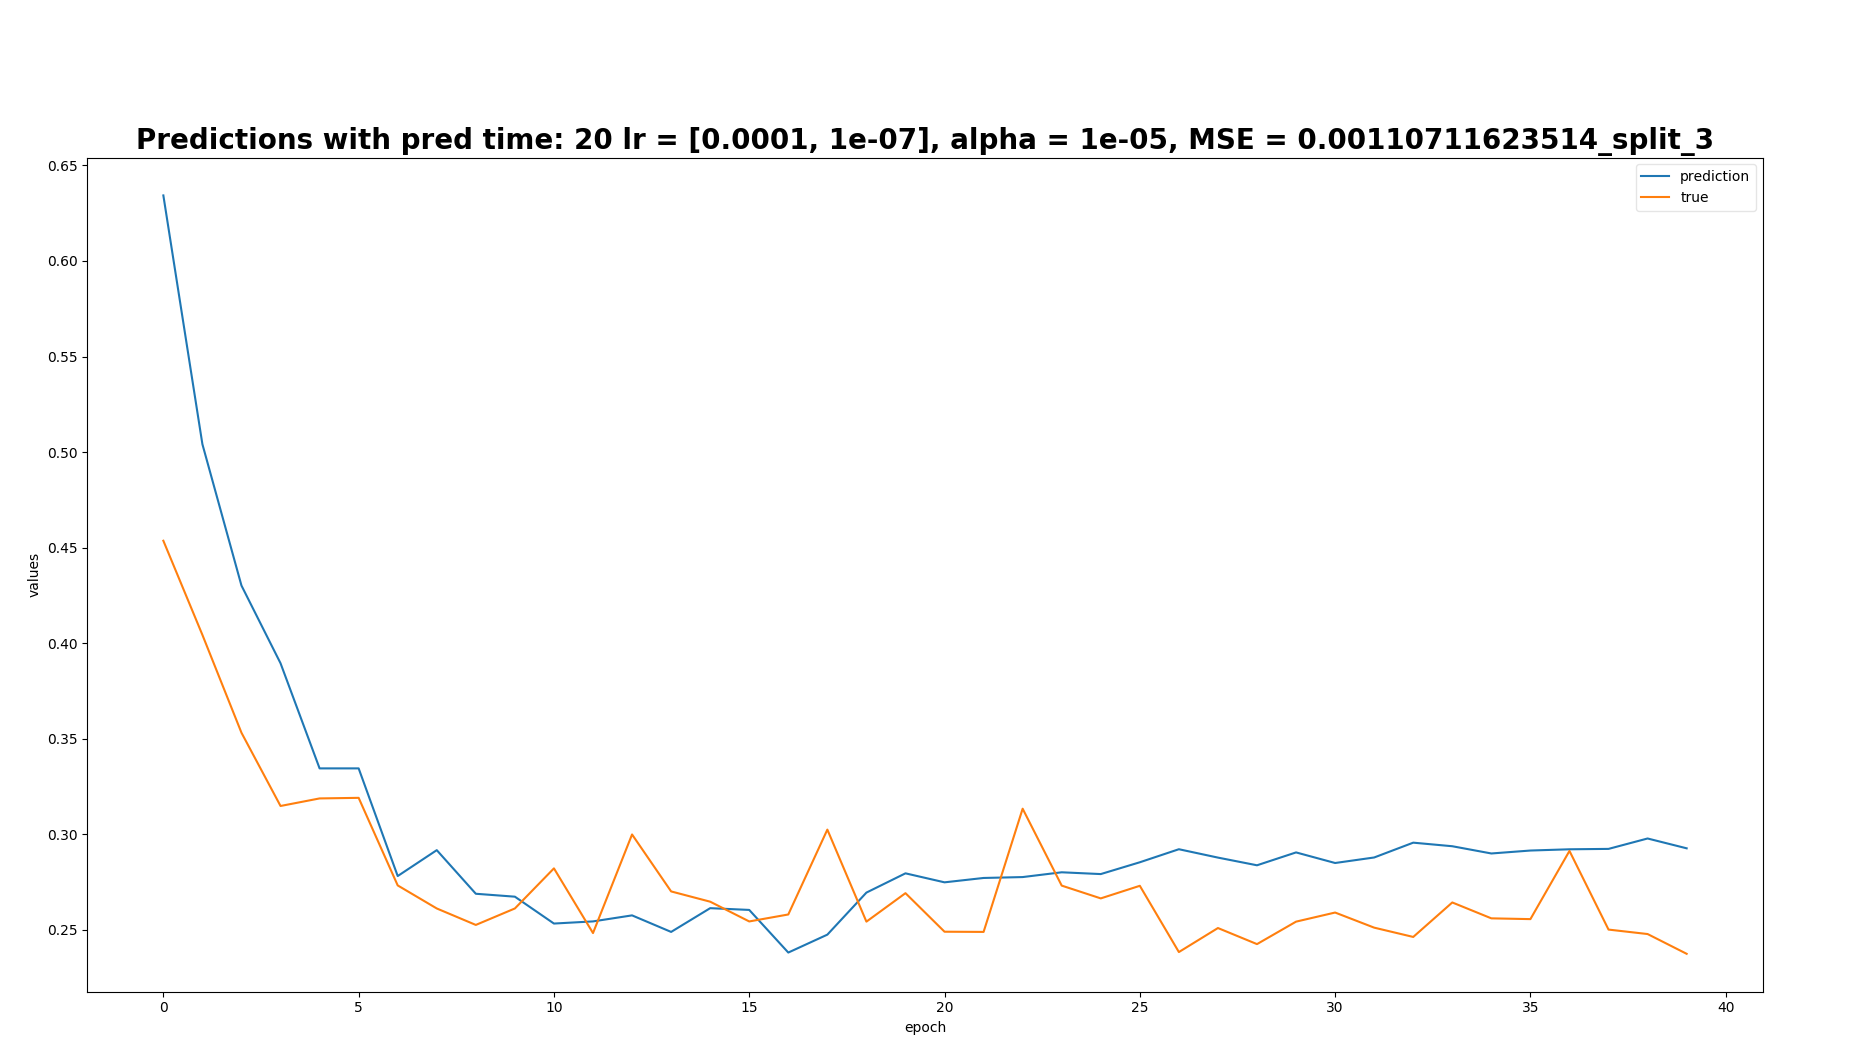 Predictions with pred time: 20 lr = [0.0001, 1e-07], alpha = 1e-05, MSE = 0.00110711623514_split_3
prediction
true
0.65
0.60
0.55
0.50
0.45
0.40
0.35
0.30
0.25
values
0 5 10 15 20 25 30 35 40
epoch